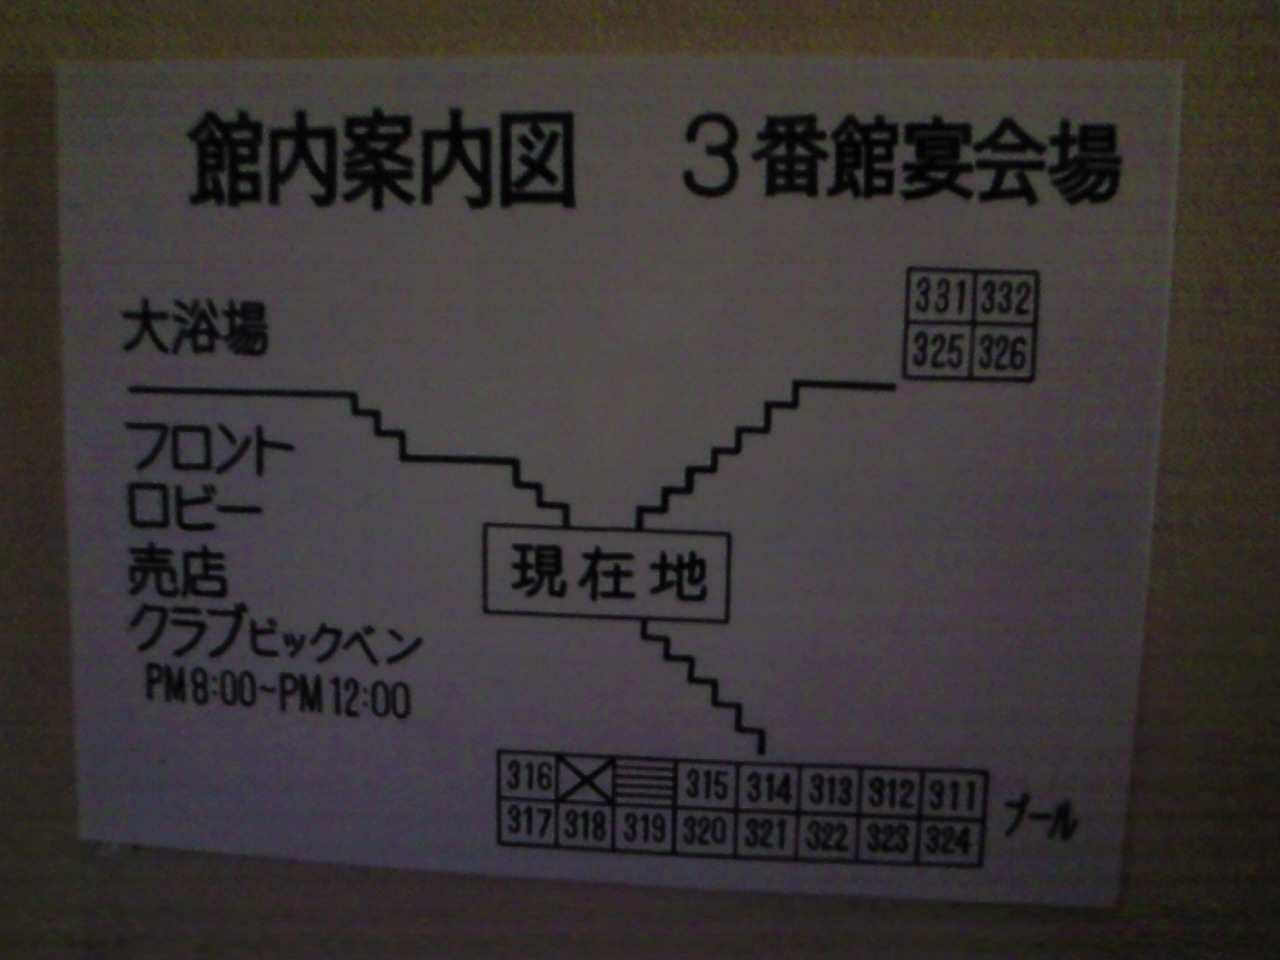 館内案内図　3番館宴会場
331 332
325 326
大浴場
フロント
ロビー
売店
クラブビックベン
PM8:00~PM12:00
現在地
316 315 314 313 312 311
317 318 319 320 321 322 323 324
プール